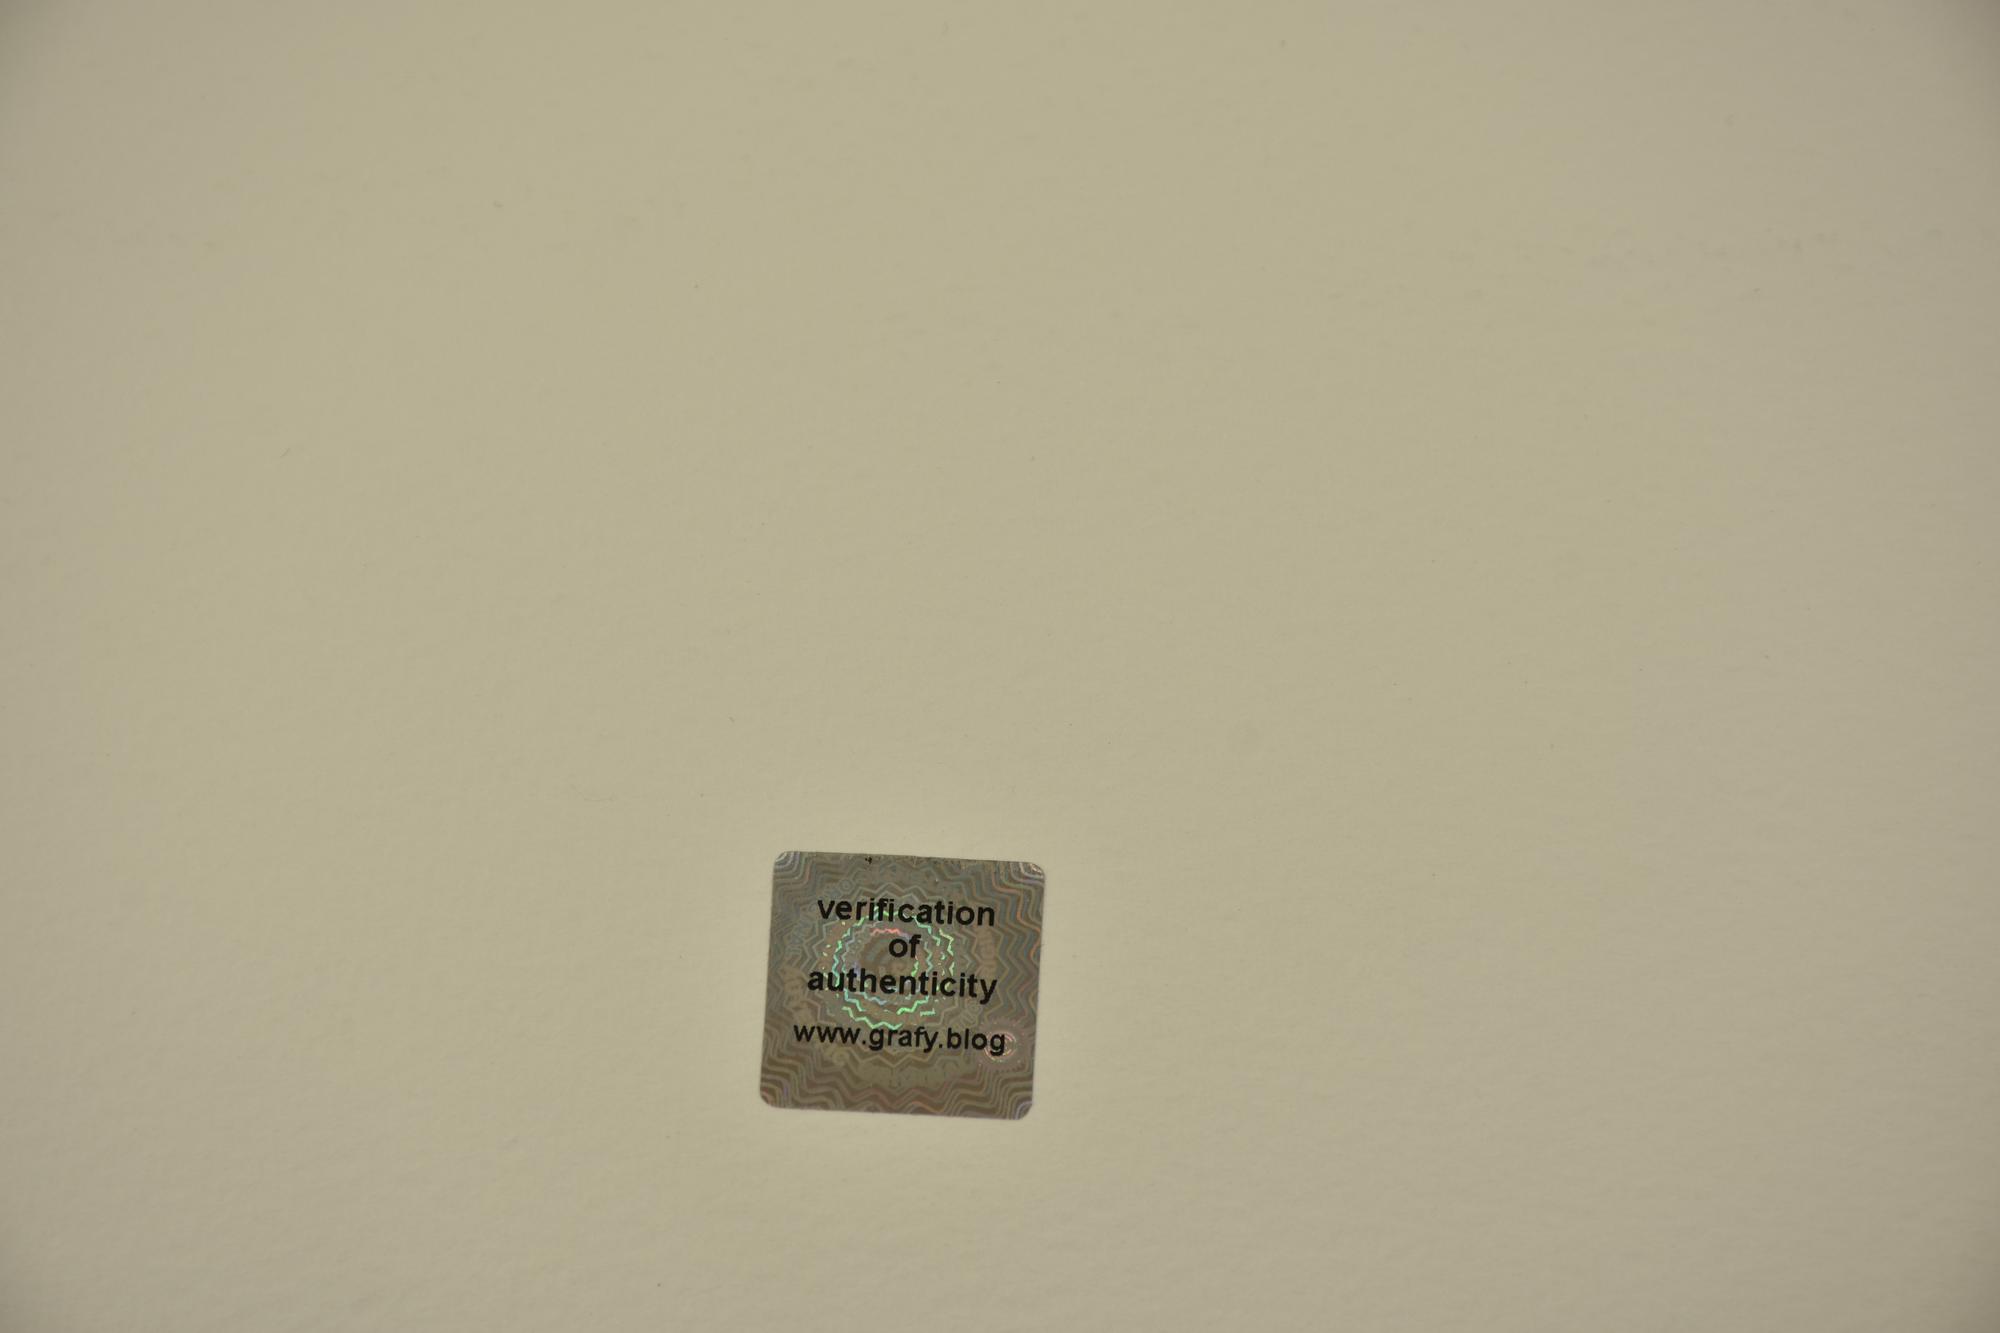 verification
of
authenticity
www.grafy.blog